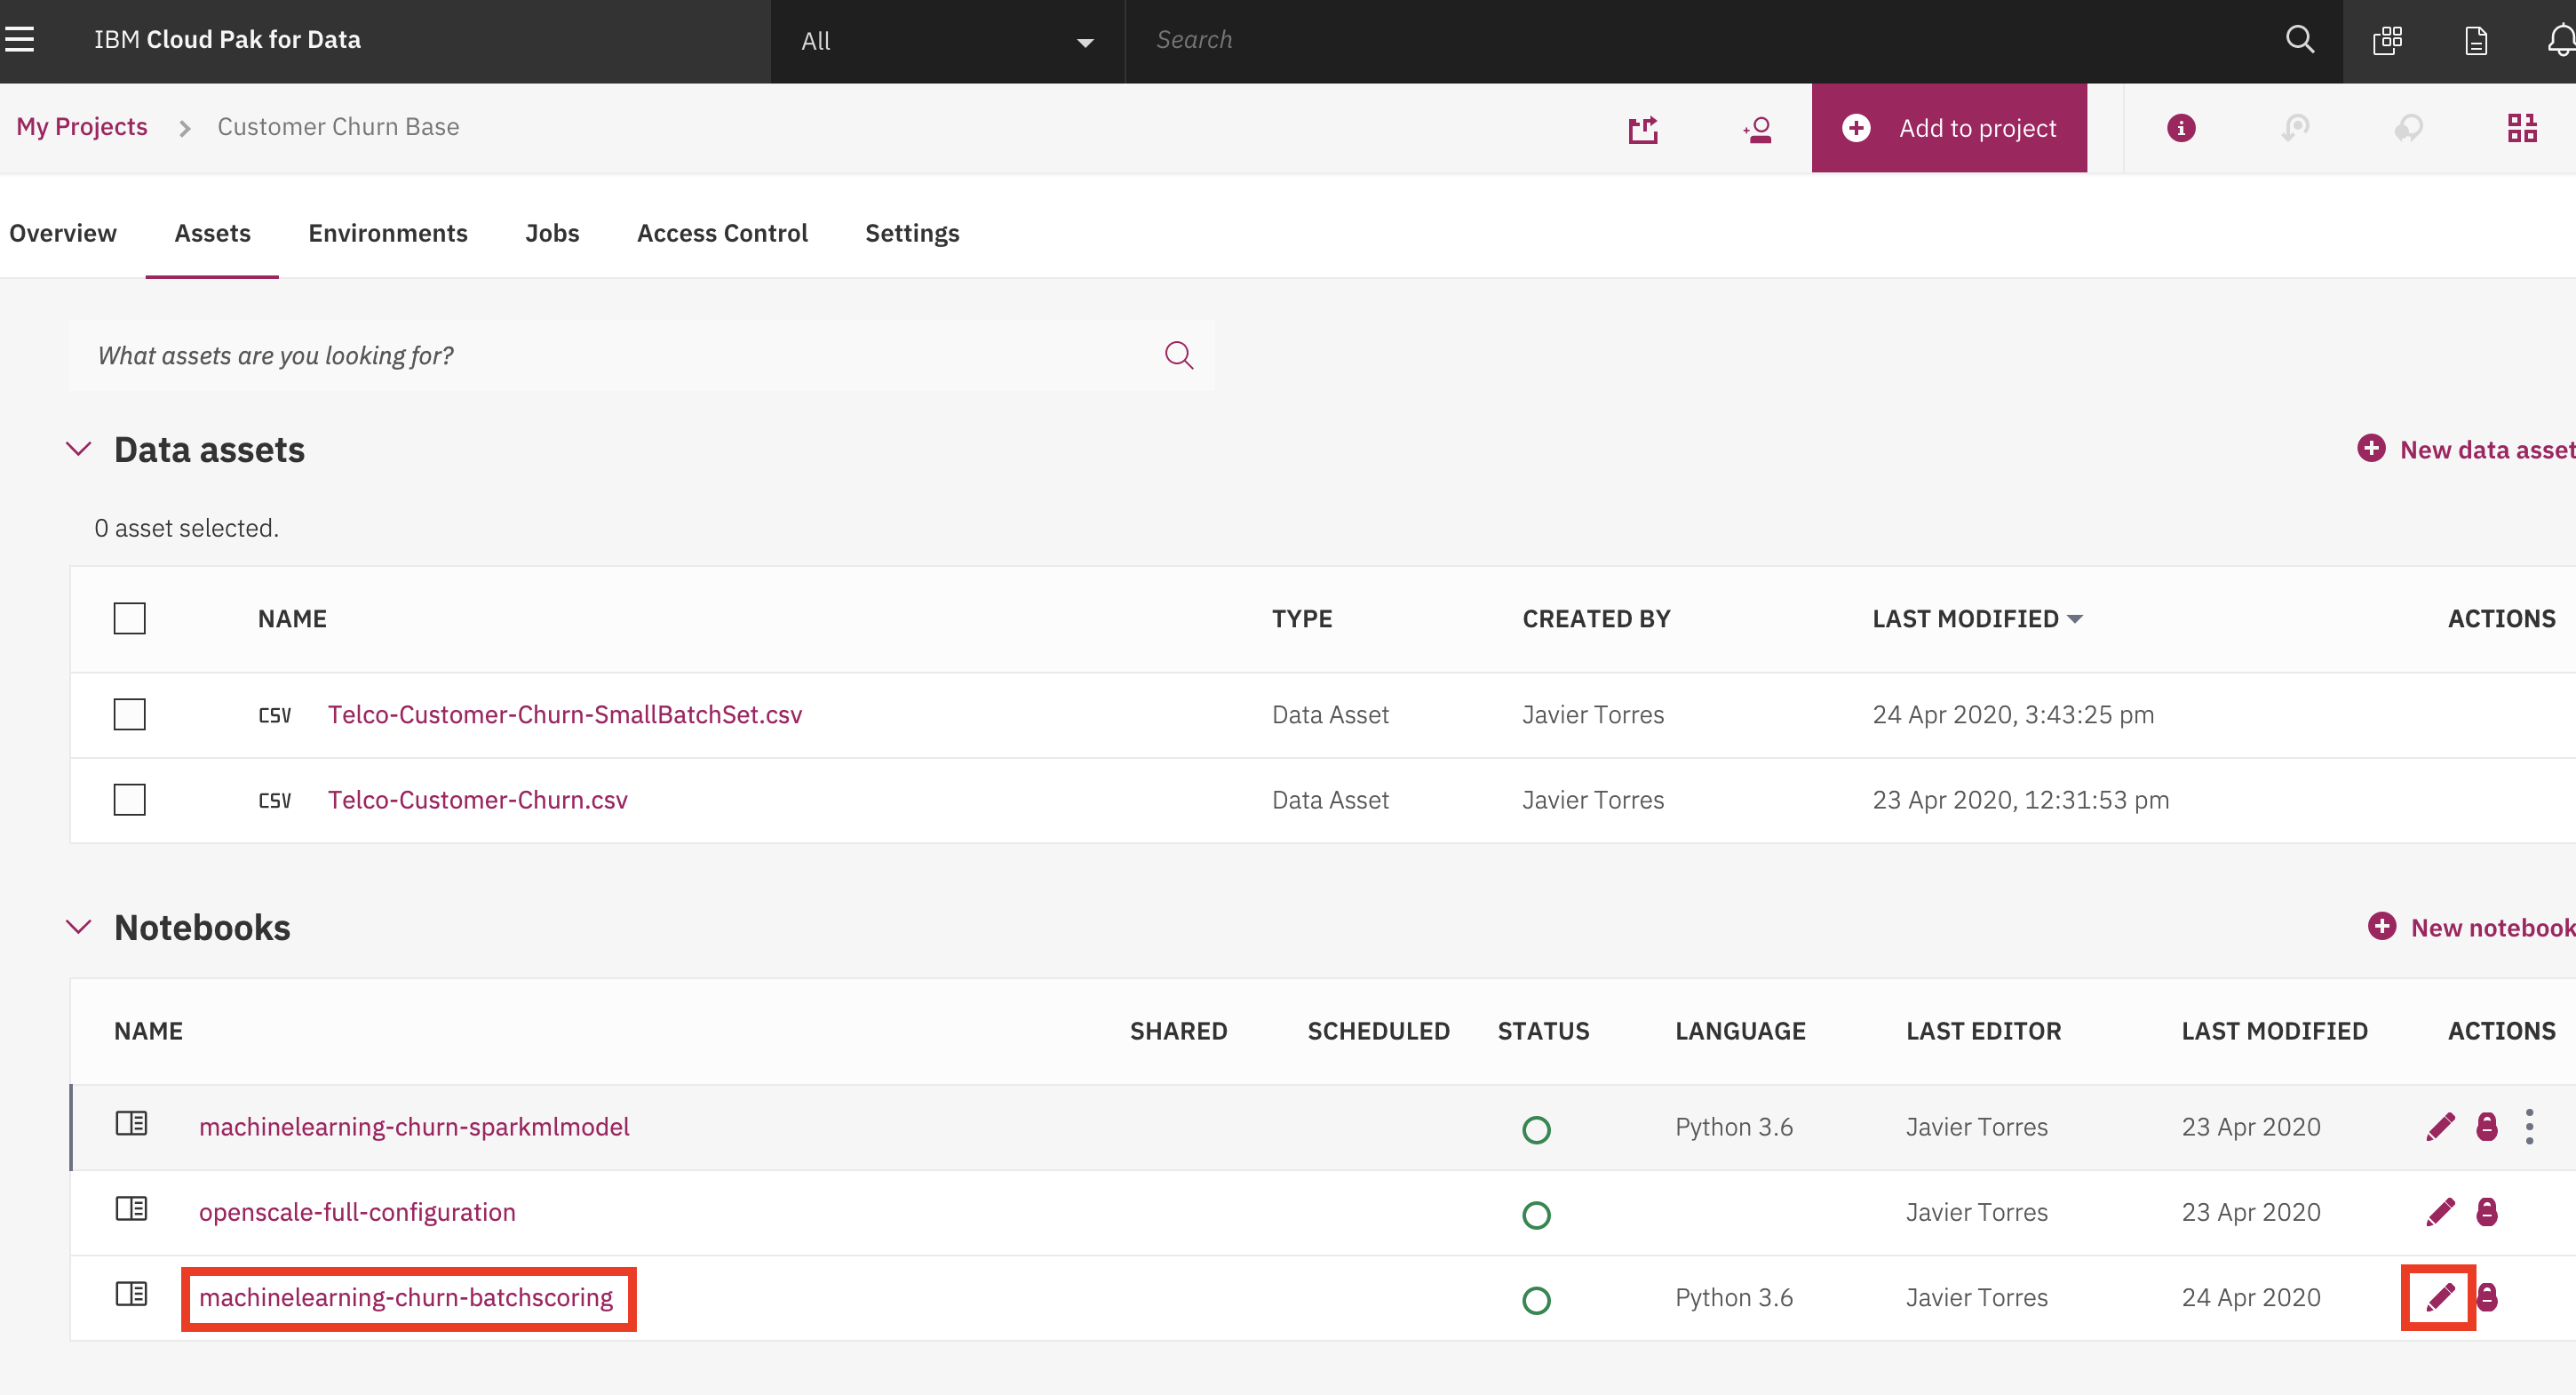 IBM Cloud Pak for Data All Search
My Projects Customer Churn Base Add to project
Overview Assets Environments Jobs Access Control Settings
What assets are you looking for?
Data assets New data asset
0 asset selected.
NAME TYPE CREATED BY LAST MODIFIED ACTIONS
CSV Telco-Customer-Churn-SmallBatchSet.csv Data Asset Javier Torres 24 Apr 2020, 3:43:25 pm
CSV Telco-Customer-Churn.csv Data Asset Javier Torres 23 Apr 2020, 12:31:53 pm
Notebooks New notebook
NAME SHARED SCHEDULED STATUS LANGUAGE LAST EDITOR LAST MODIFIED ACTIONS
machinelearning-churn-sparkmlmodel Python 3.6 Javier Torres 23 Apr 2020
openscale-full-configuration Javier Torres 23 Apr 2020
machinelearning-churn-batchscoring Python 3.6 Javier Torres 24 Apr 2020